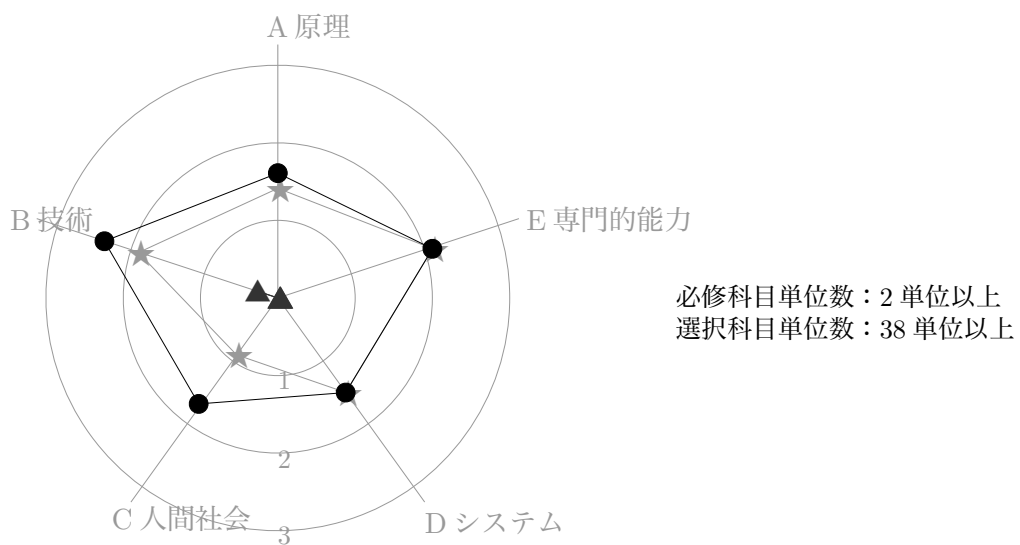 A 原理
B 技術
E 専門的能力
必修科目単位数：2 単位以上
選択科目単位数：38 単位以上
1
2
C 人間社会
D システム
3